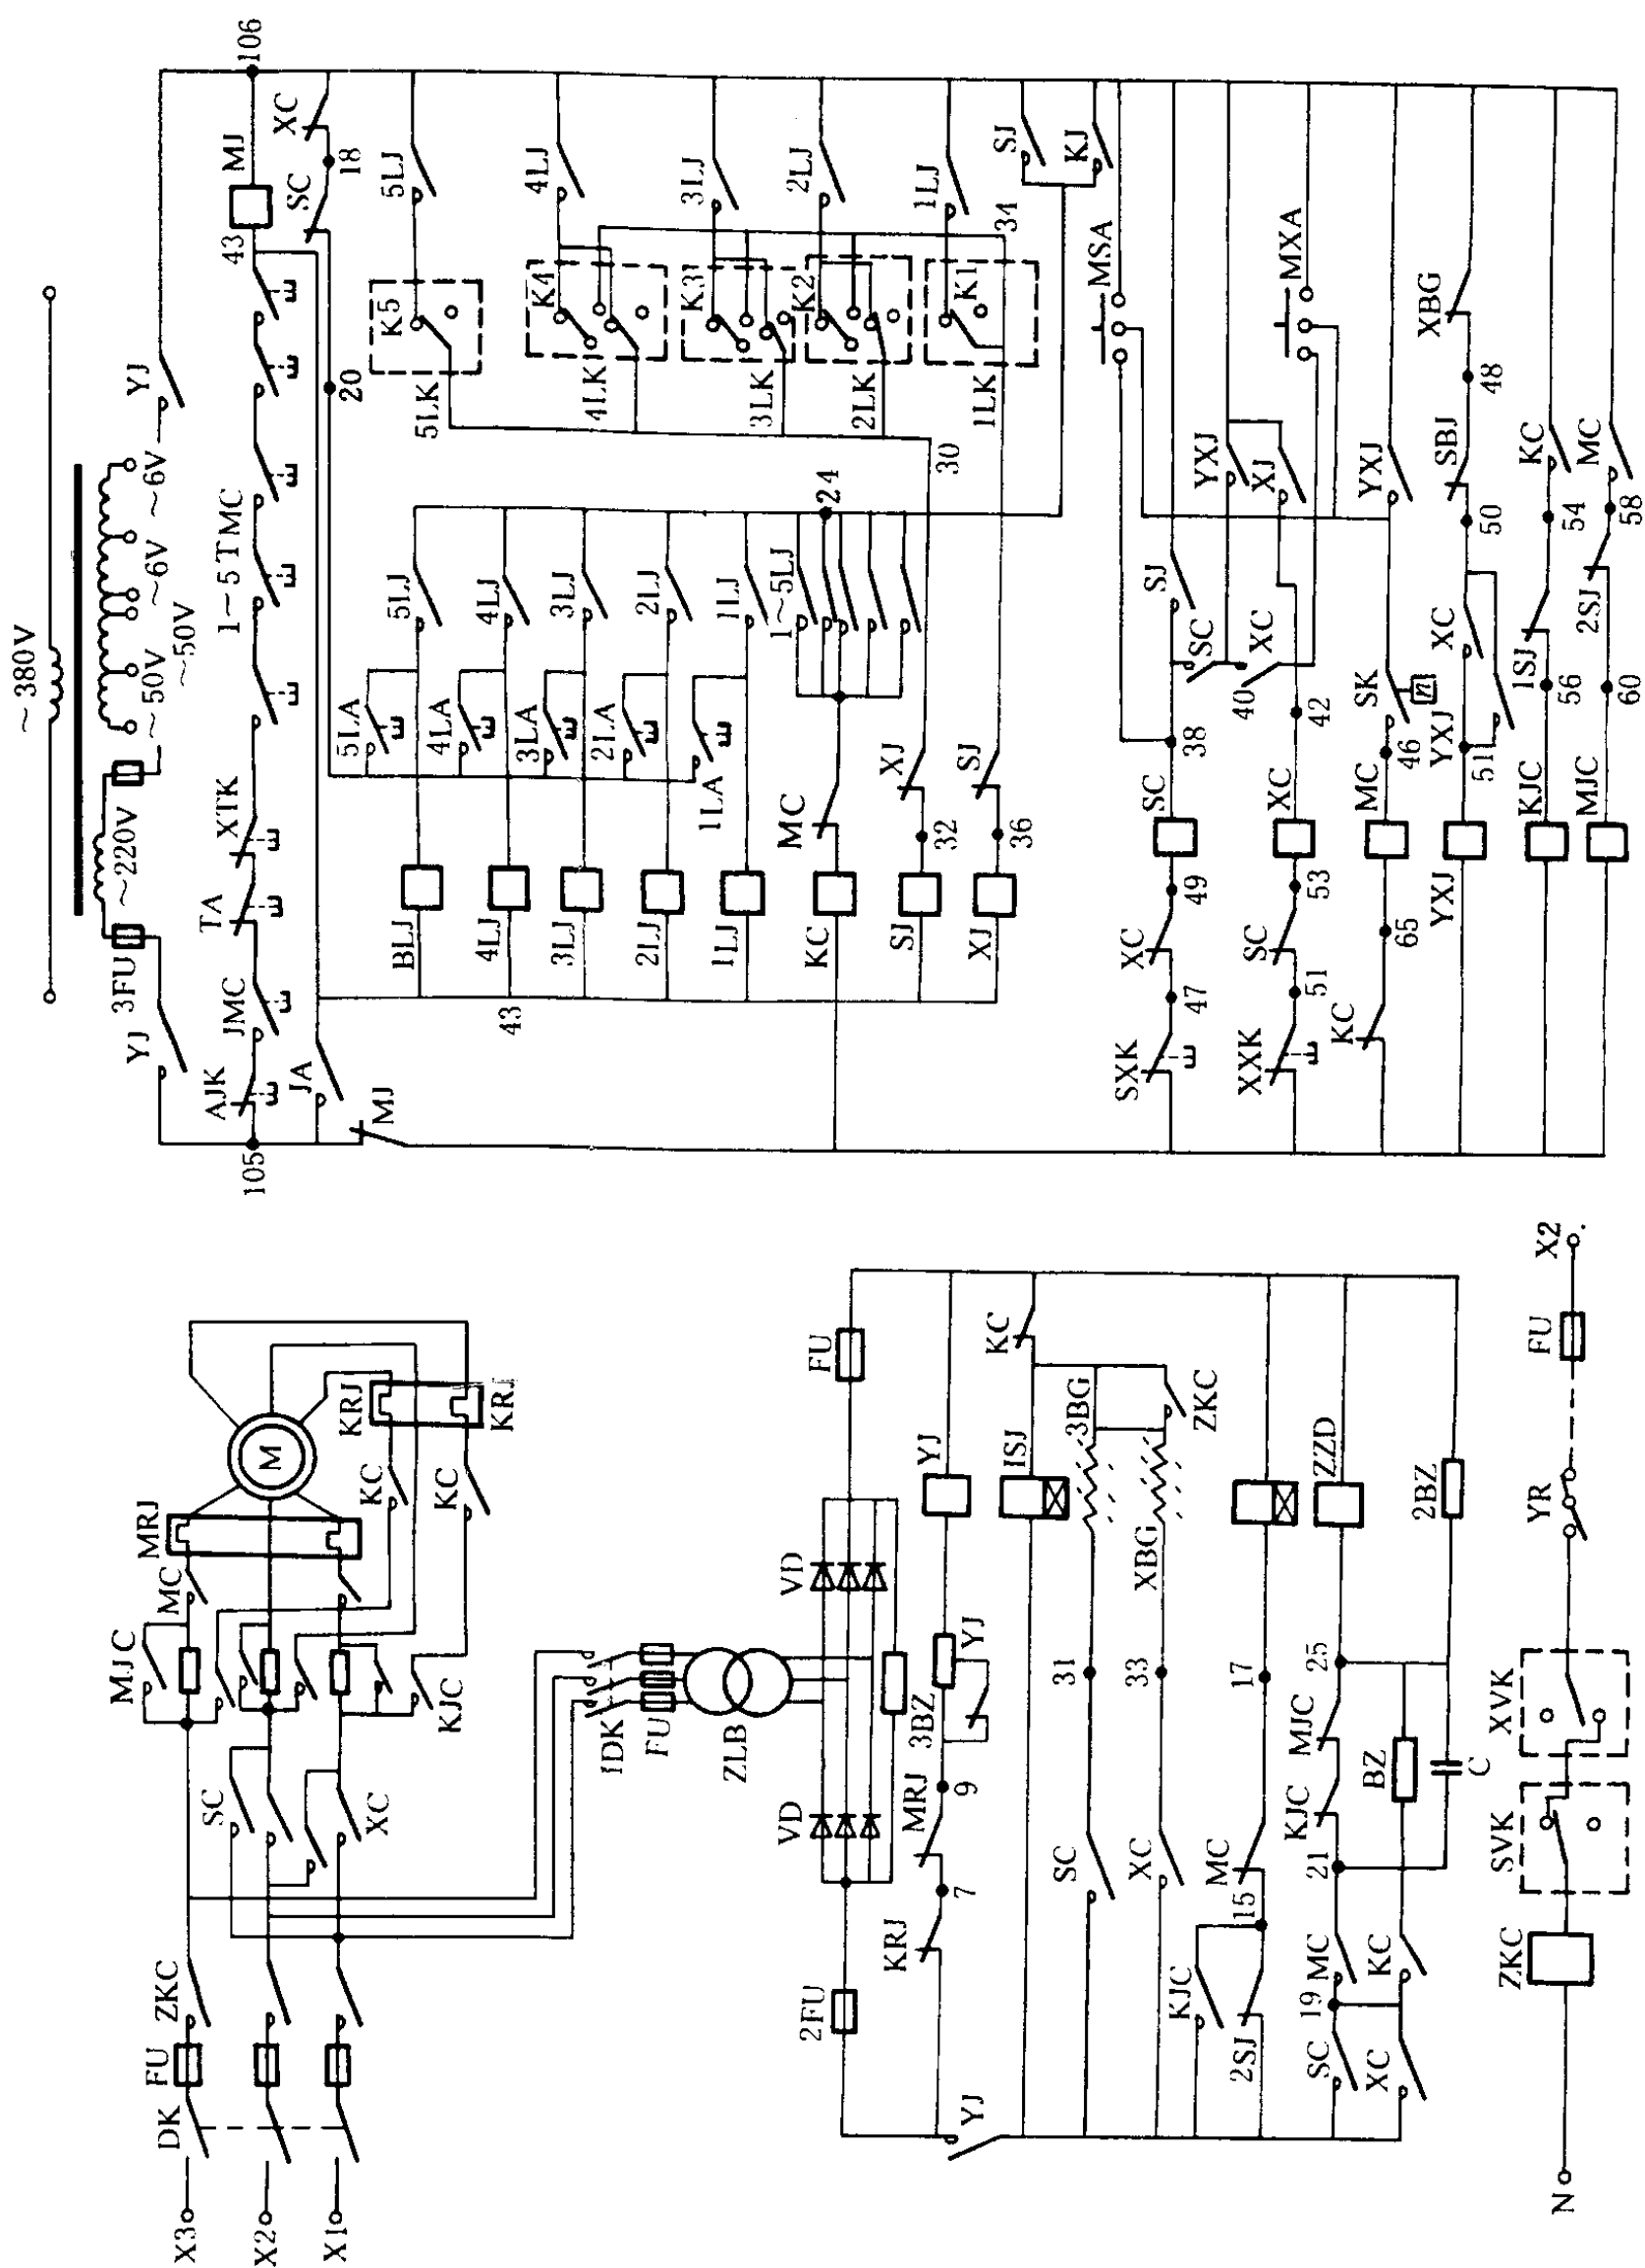 X3
DK
FU
ZKC
MJC
MC
MRJ
X2
SC
M
X1
XC
KJC
KC
KC
KRJ
KRJ
1DK
FU
ZLB
2FU
VD
VD
FU
KRJ
7
MRJ
9
3BZ
YJ
YJ
YJ
1SJ
KC
SC
31
3BG
XC
33
XBG
ZKC
KJC
2SJ
15
MC
17
SC
19
MC
21
KJC
MJC
25
ZZD
XC
KC
BZ
C
2BZ
N
ZKC
SVK
XVK
YR
FU
X2
~380V
3FU
~220V
~50V
~50V
~6V
~6V
YJ
YJ
105
AJK
JMC
TA
XTK
1-5TMC
43
MJ
106
JA
20
SC
18
XC
MJ
BLJ
5LA
5LJ
5LK
K5
5LJ
4LJ
4LA
4LJ
4LK
K4
4LJ
43
3LJ
3LA
3LJ
3LK
K3
3LJ
2LJ
2LA
2LJ
2LK
K2
2LJ
1LJ
1LA
1LJ
1LK
K1
1LJ
KC
MC
1~5LJ
24
SJ
32
XJ
30
XJ
36
SJ
34
SJ
KJ
SXK
47
XC
49
SC
38
SJ
MSA
SC
40
XC
YXJ
XJ
XXK
51
SC
53
XC
42
MXA
KC
65
MC
46
SK
n
YXJ
YXJ
51
YXJ
XC
50
SBJ
48
XBG
KJC
56
1SJ
54
KC
MJC
60
2SJ
58
MC